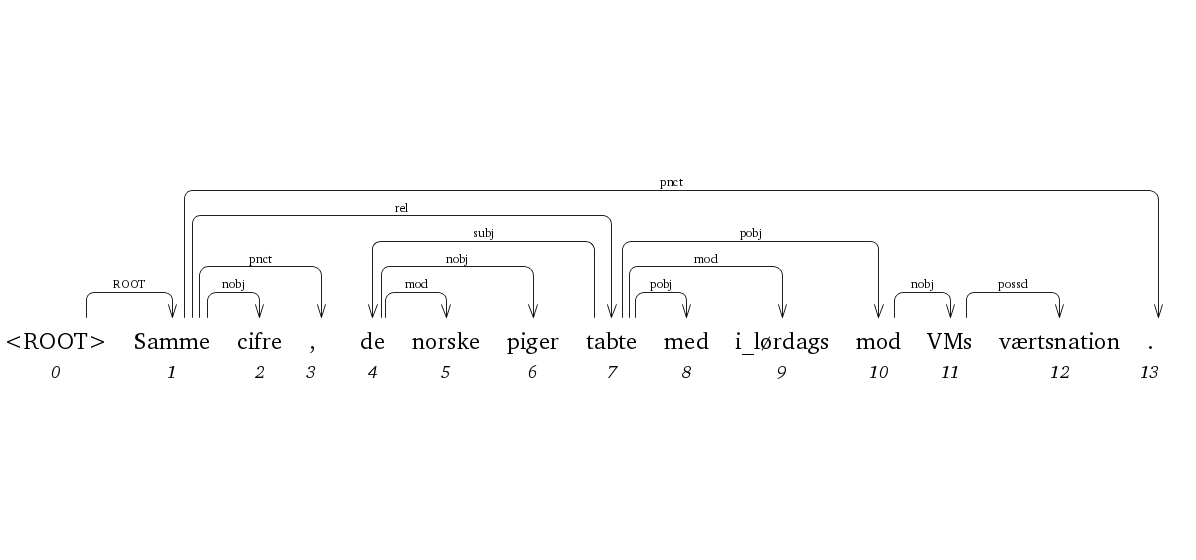 pnct
rel
subj pobj
pnct nobj mod
ROOT nobj mod pobj nobj possd
<ROOT> Samme cifre , de norske piger tabte med i_lørdags mod VMs værtsnation .
0 1 2 3 4 5 6 7 8 9 10 11 12 13